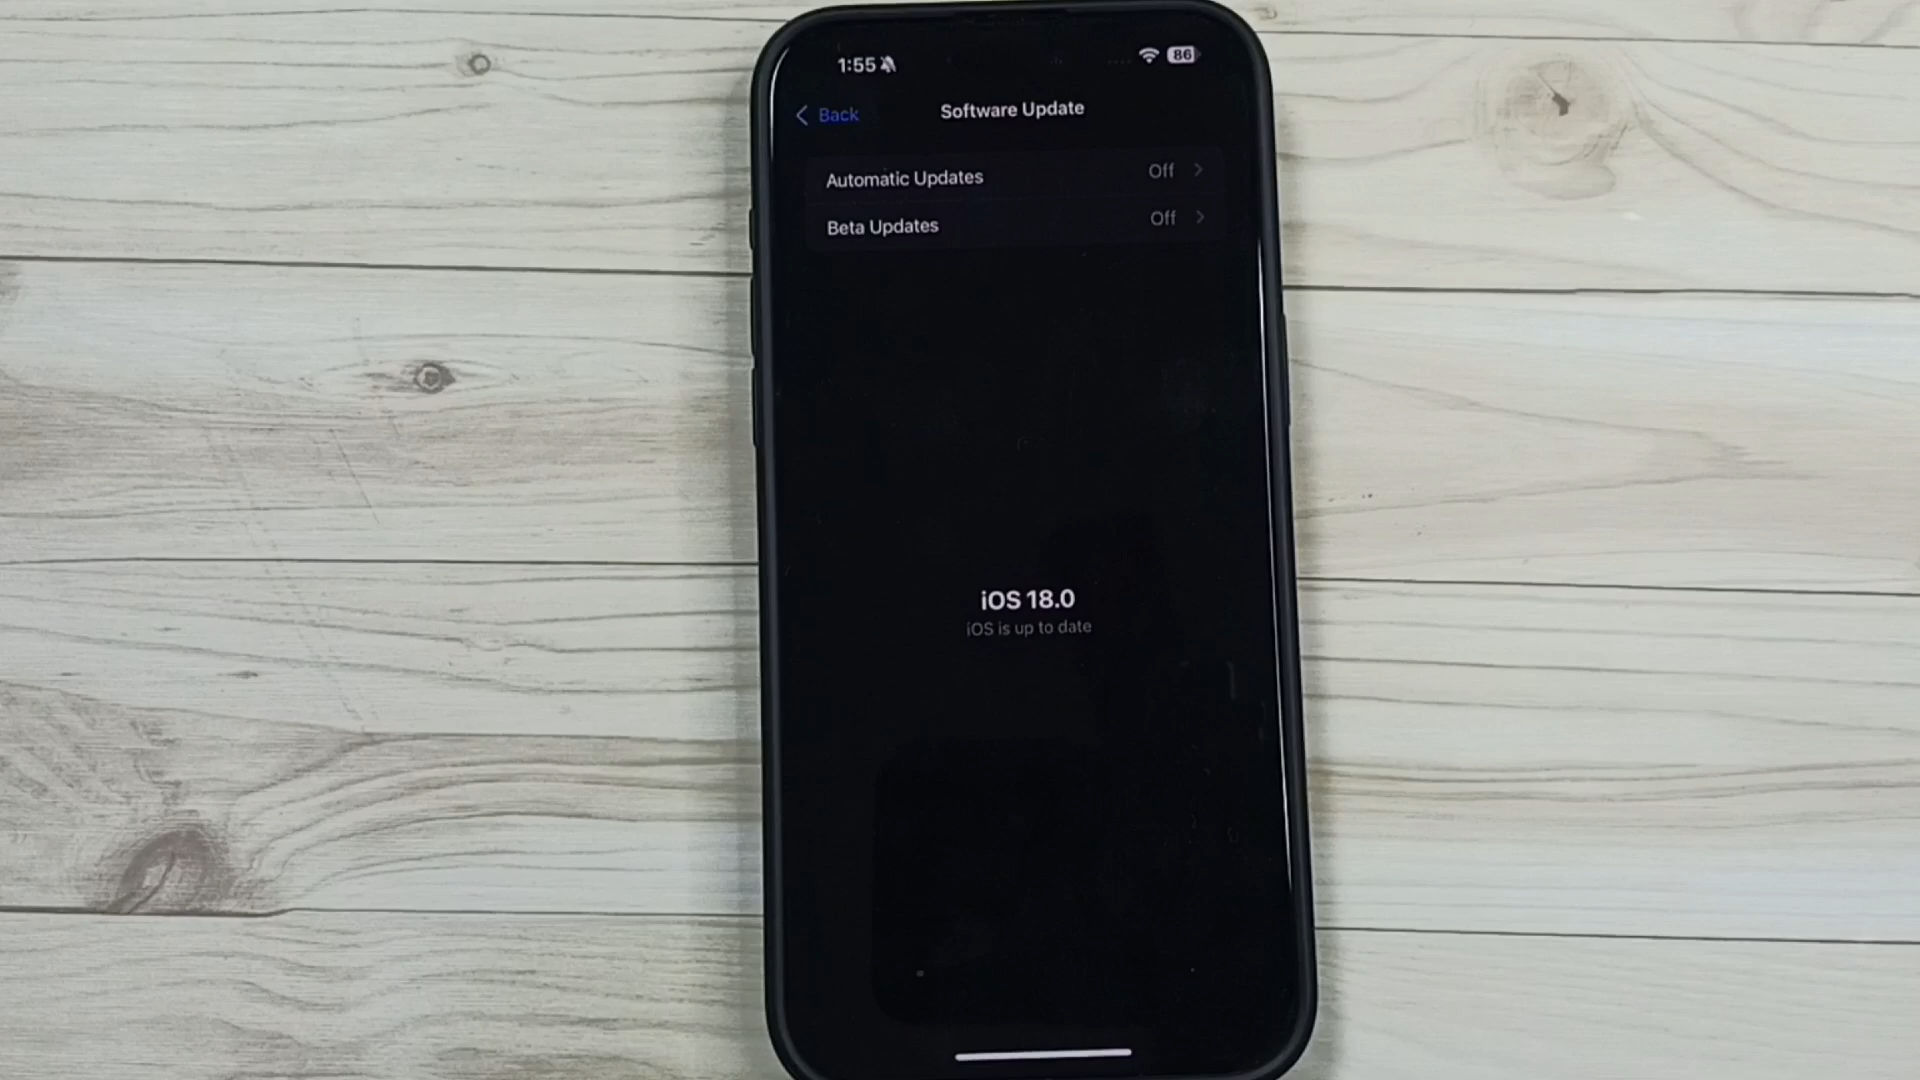 1:55
86
Back
Software Update
Automatic Updates Off
Beta Updates Off
iOS 18.0
iOS is up to date